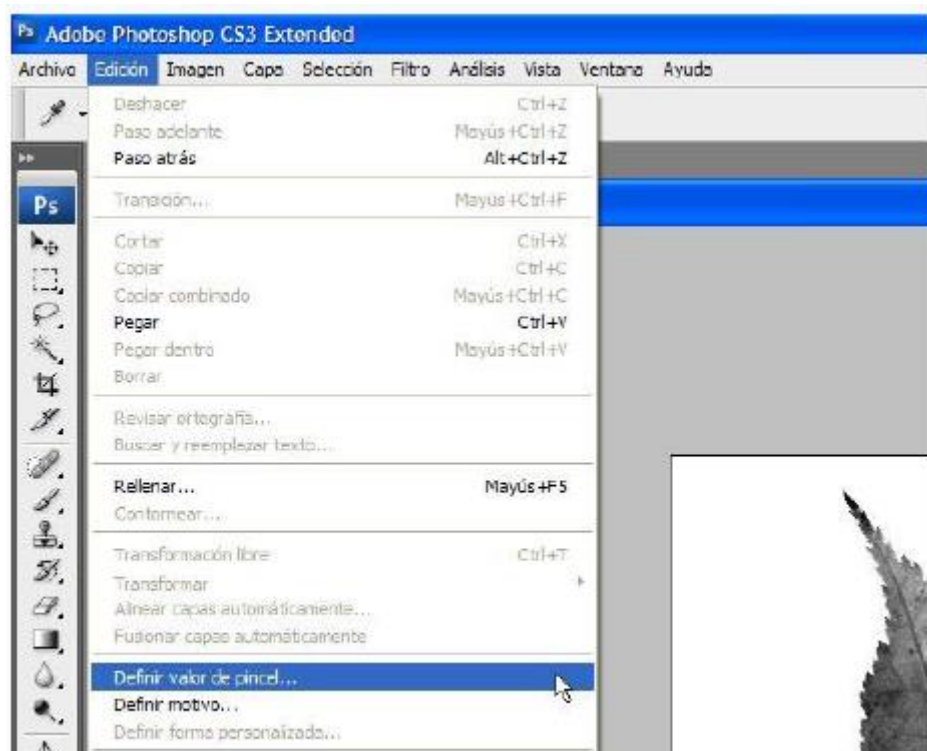 Ps Adobe Photoshop CS3 Extended
Archivo Edición Imagen Capa Selección Filtro Análisis Vista Ventana Ayuda
Deshacer Ctrl+Z
Paso adelante Mayús+Ctrl+Z
Paso atrás Alt+Ctrl+Z
Transición... Mayús+Ctrl+F
Ps
Cortar Ctrl+X
Copiar Ctrl+C
Copiar combinado Mayús+Ctrl+C
Pegar Ctrl+V
Pegar dentro Mayús+Ctrl+V
Borrar
Revisar ortografía...
Buscar y reemplazar texto...
Rellenar... Mayús+F5
Contornear...
Transformación libre Ctrl+T
Transformar
Alinear capas automáticamente...
Fusionar capas automáticamente
Definir valor de pincel...
Definir motivo...
Definir forma personalizada...